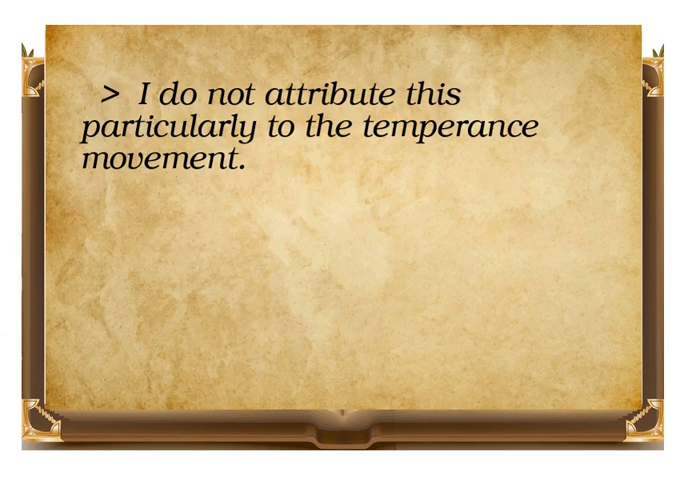 > I do not attribute this
particularly to the temperance
movement.